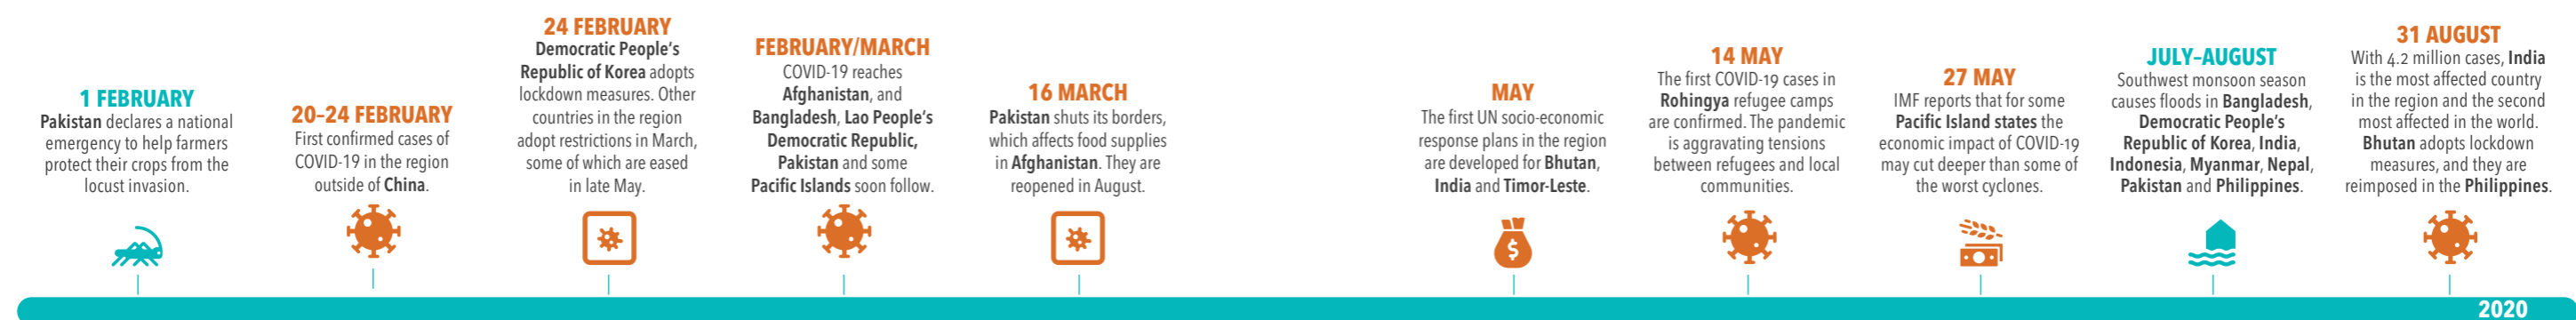 1 FEBRUARY
Pakistan declares a national
emergency to help farmers
protect their crops from the
locust invasion.
20–24 FEBRUARY
First confirmed cases of
COVID-19 in the region
outside of China.
24 FEBRUARY
Democratic People's
Republic of Korea adopts
lockdown measures. Other
countries in the region
adopt restrictions in March,
some of which are eased
in late May.
FEBRUARY/MARCH
COVID-19 reaches
Afghanistan, and
Bangladesh, Lao People's
Democratic Republic,
Pakistan and some
Pacific Islands soon follow.
16 MARCH
Pakistan shuts its borders,
which affects food supplies
in Afghanistan. They are
reopened in August.
MAY
The first UN socio-economic
response plans in the region
are developed for Bhutan,
India and Timor-Leste.
14 MAY
The first COVID-19 cases in
Rohingya refugee camps
are confirmed. The pandemic
is aggravating tensions
between refugees and local
communities.
27 MAY
IMF reports that for some
Pacific Island states the
economic impact of COVID-19
may cut deeper than some of
the worst cyclones.
JULY–AUGUST
Southwest monsoon season
causes floods in Bangladesh,
Democratic People's
Republic of Korea, India,
Indonesia, Myanmar, Nepal,
Pakistan and Philippines.
31 AUGUST
With 4.2 million cases, India
is the most affected country
in the region and the second
most affected in the world.
Bhutan adopts lockdown
measures, and they are
reimposed in the Philippines.
2020